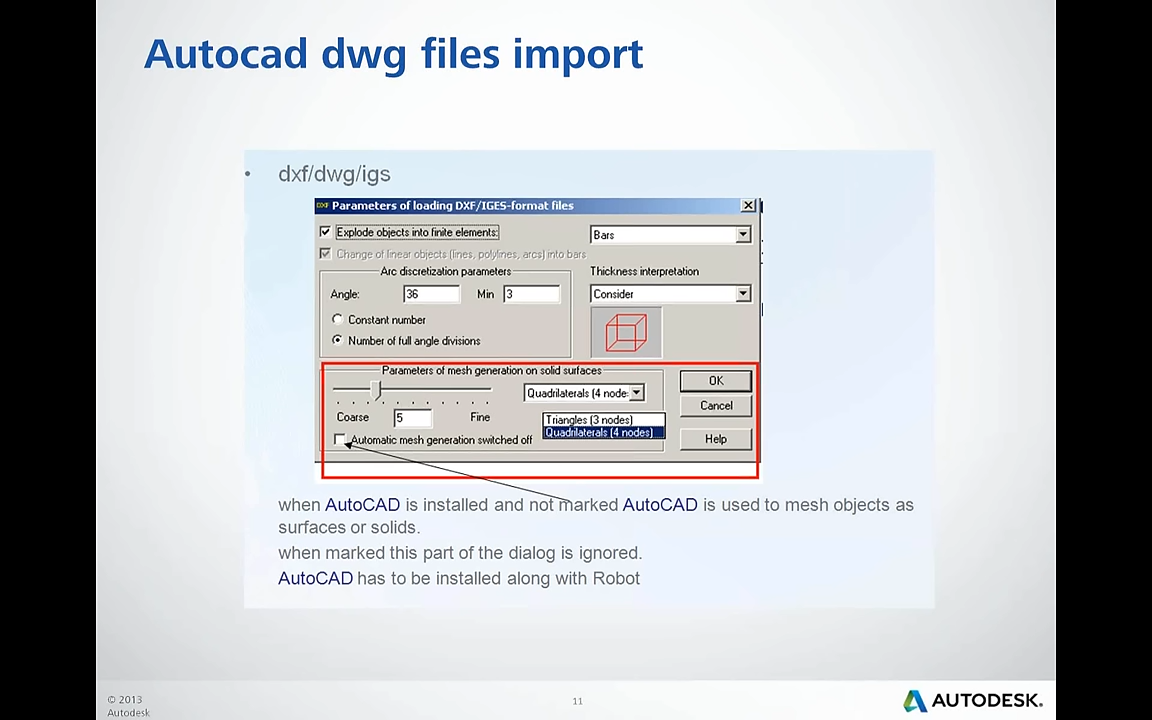 Autocad dwg files import
• dxf/dwg/igs
DXF Parameters of loading DXF/IGES-format files
Explode objects into finite elements:
Bars
Change of linear objects (lines, polylines, arcs) into bars
Arc discretization parameters
Thickness interpretation
Angle: 36 Min 3
Consider
Constant number
Number of full angle divisions
Parameters of mesh generation on solid surfaces
OK
Quadrilaterals (4 node:
Coarse 5 Fine
Cancel
Triangles (3 nodes)
Quadrilaterals (4 nodes)
Automatic mesh generation switched off
Help
when AutoCAD is installed and not marked AutoCAD is used to mesh objects as
surfaces or solids.
when marked this part of the dialog is ignored.
AutoCAD has to be installed along with Robot
© 2013
Autodesk
11
AUTODESK.